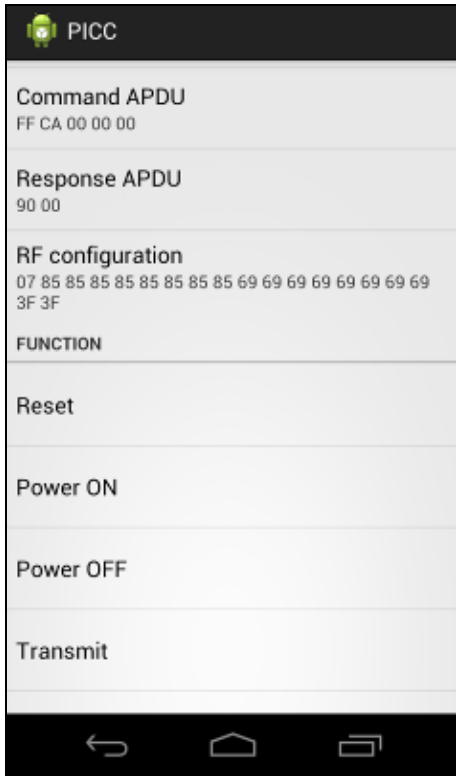 PICC
Command APDU
FF CA 00 00 00
Response APDU
90 00
RF configuration
07 85 85 85 85 85 85 85 85 69 69 69 69 69 69 69 69
3F 3F
FUNCTION
Reset
Power ON
Power OFF
Transmit